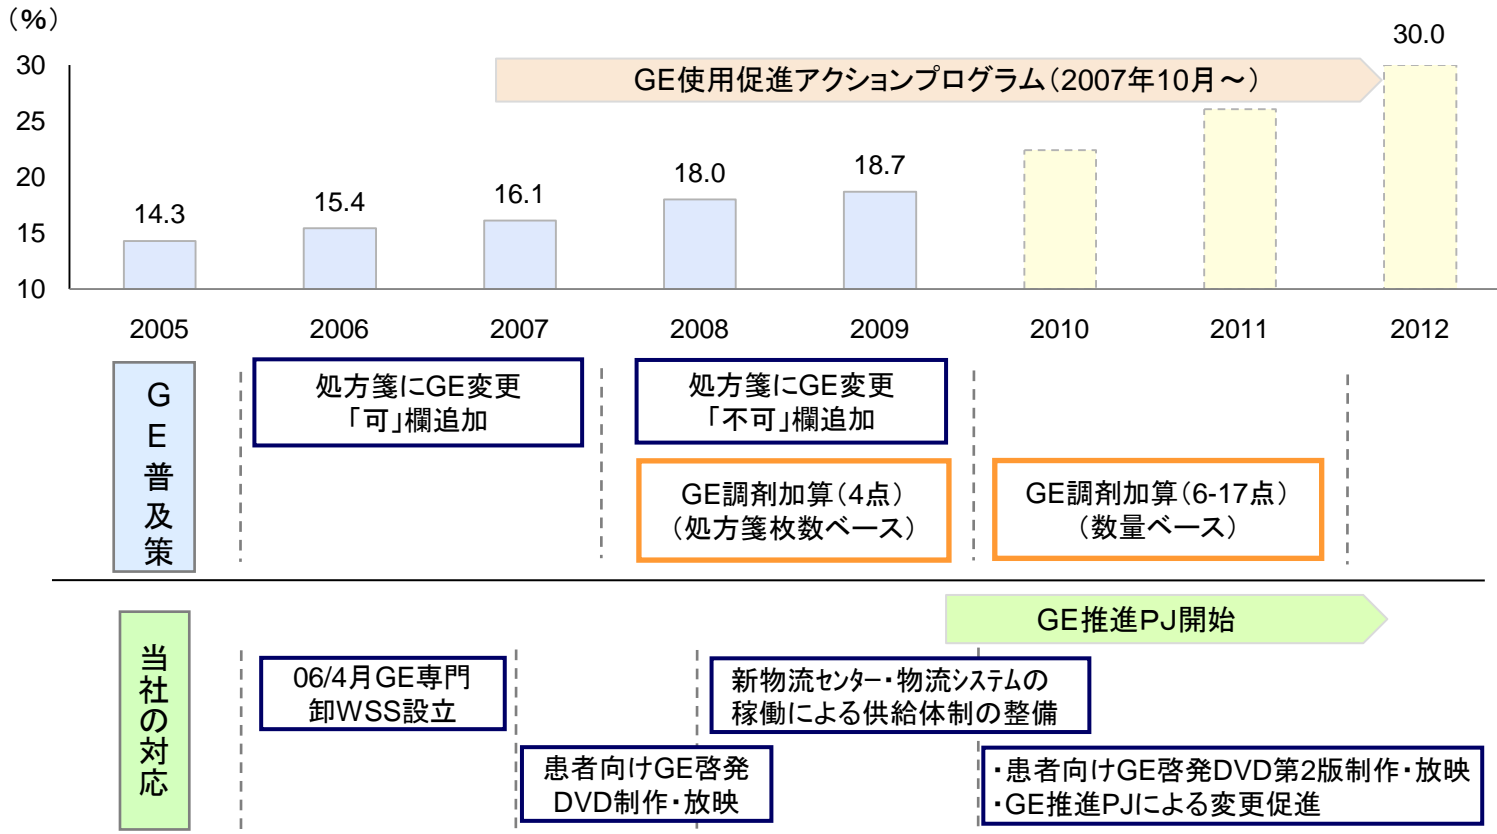 (%)
30
25
20
15
10
GE使用促進アクションプログラム(2007年10月～)
14.3
15.4
16.1
18.0
18.7
30.0
2005
2006
2007
2008
2009
2010
2011
2012
GE普及策
処方箋にGE変更
「可」欄追加
処方箋にGE変更
「不可」欄追加
GE調剤加算(4点)
(処方箋枚数ベース)
GE調剤加算(6-17点)
(数量ベース)
当社の対応
GE推進PJ開始
06/4月GE専門
卸WSS設立
新物流センター・物流システムの
稼働による供給体制の整備
患者向けGE啓発
DVD制作・放映
・患者向けGE啓発DVD第2版制作・放映
・GE推進PJによる変更促進